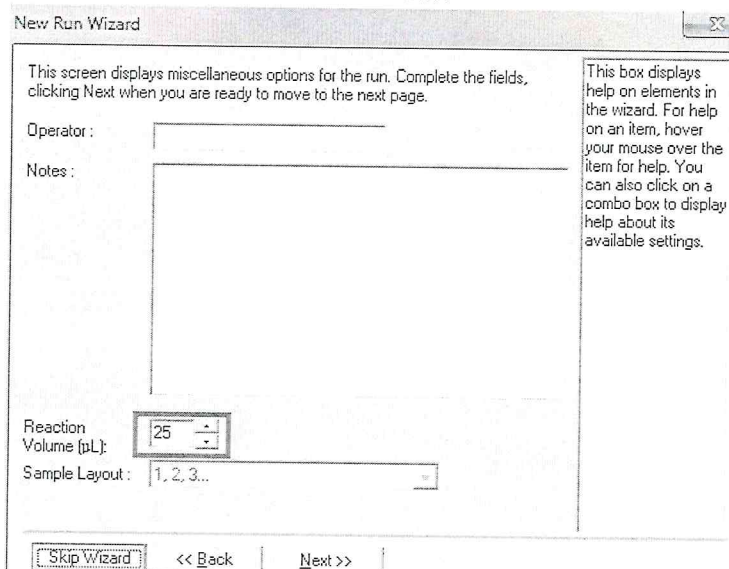 New Run Wizard
This screen displays miscellaneous options for the run. Complete the fields,
clicking Next when you are ready to move to the next page.
Operator :
Notes :
Reaction
Volume (µL):
25
Sample Layout :
1, 2, 3...
This box displays
help on elements in
the wizard. For help
on an item, hover
your mouse over the
item for help. You
can also click on a
combo box to display
help about its
available settings.
Skip Wizard
<< Back
Next >>